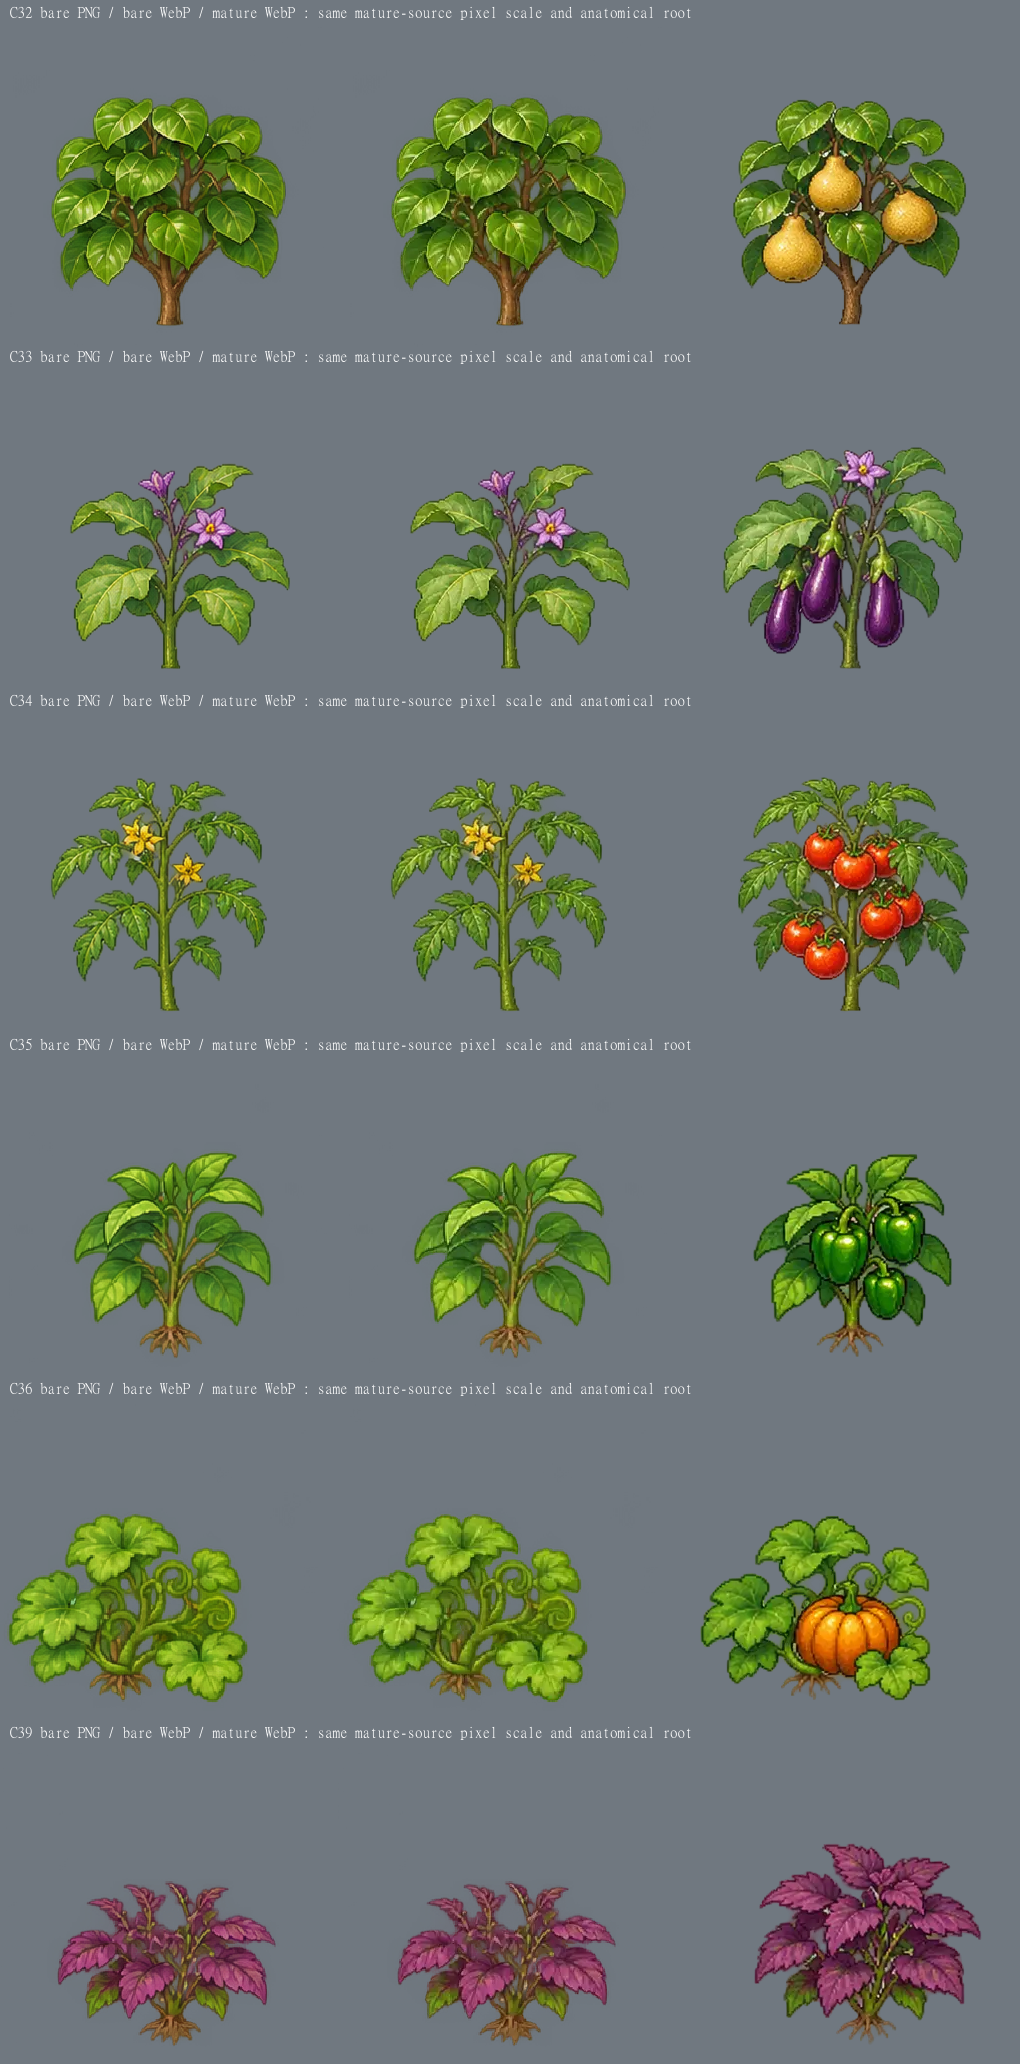 C32 bare PNG / bare WebP / mature WebP : same mature-source pixel scale and anatomical root
C33 bare PNG / bare WebP / mature WebP : same mature-source pixel scale and anatomical root
C34 bare PNG / bare WebP / mature WebP : same mature-source pixel scale and anatomical root
C35 bare PNG / bare WebP / mature WebP : same mature-source pixel scale and anatomical root
C36 bare PNG / bare WebP / mature WebP : same mature-source pixel scale and anatomical root
C39 bare PNG / bare WebP / mature WebP : same mature-source pixel scale and anatomical root